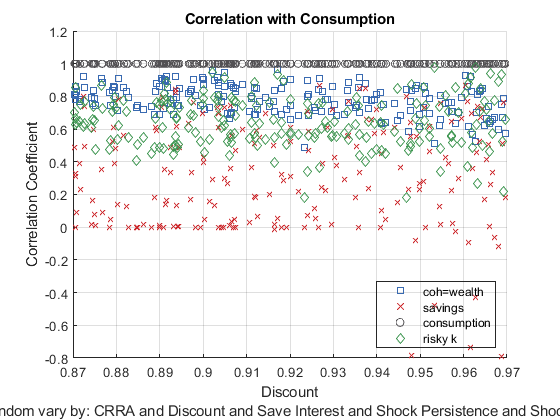 Correlation with Consumption
1.2
1
0.8
0.6
0.4
0.2
0
-0.2
-0.4
-0.6
-0.8
Correlation Coefficient
coh=wealth
savings
consumption
risky k
0.87 0.88 0.89 0.9 0.91 0.92 0.93 0.94 0.95 0.96 0.97
Discount
ndom vary by: CRRA and Discount and Save Interest and Shock Persistence and Sho